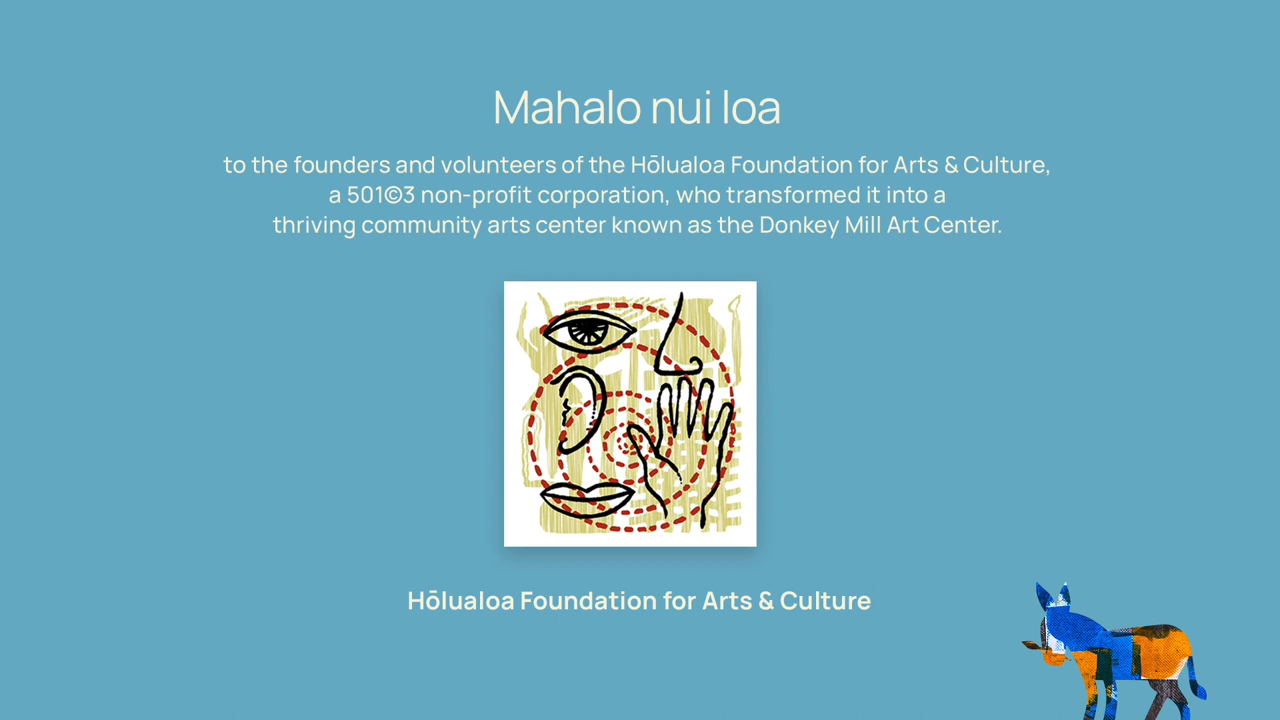 Mahalo nui loa
to the founders and volunteers of the Hōlualoa Foundation for Arts & Culture,
a 501©3 non-profit corporation, who transformed it into a
thriving community arts center known as the Donkey Mill Art Center.
Hōlualoa Foundation for Arts & Culture